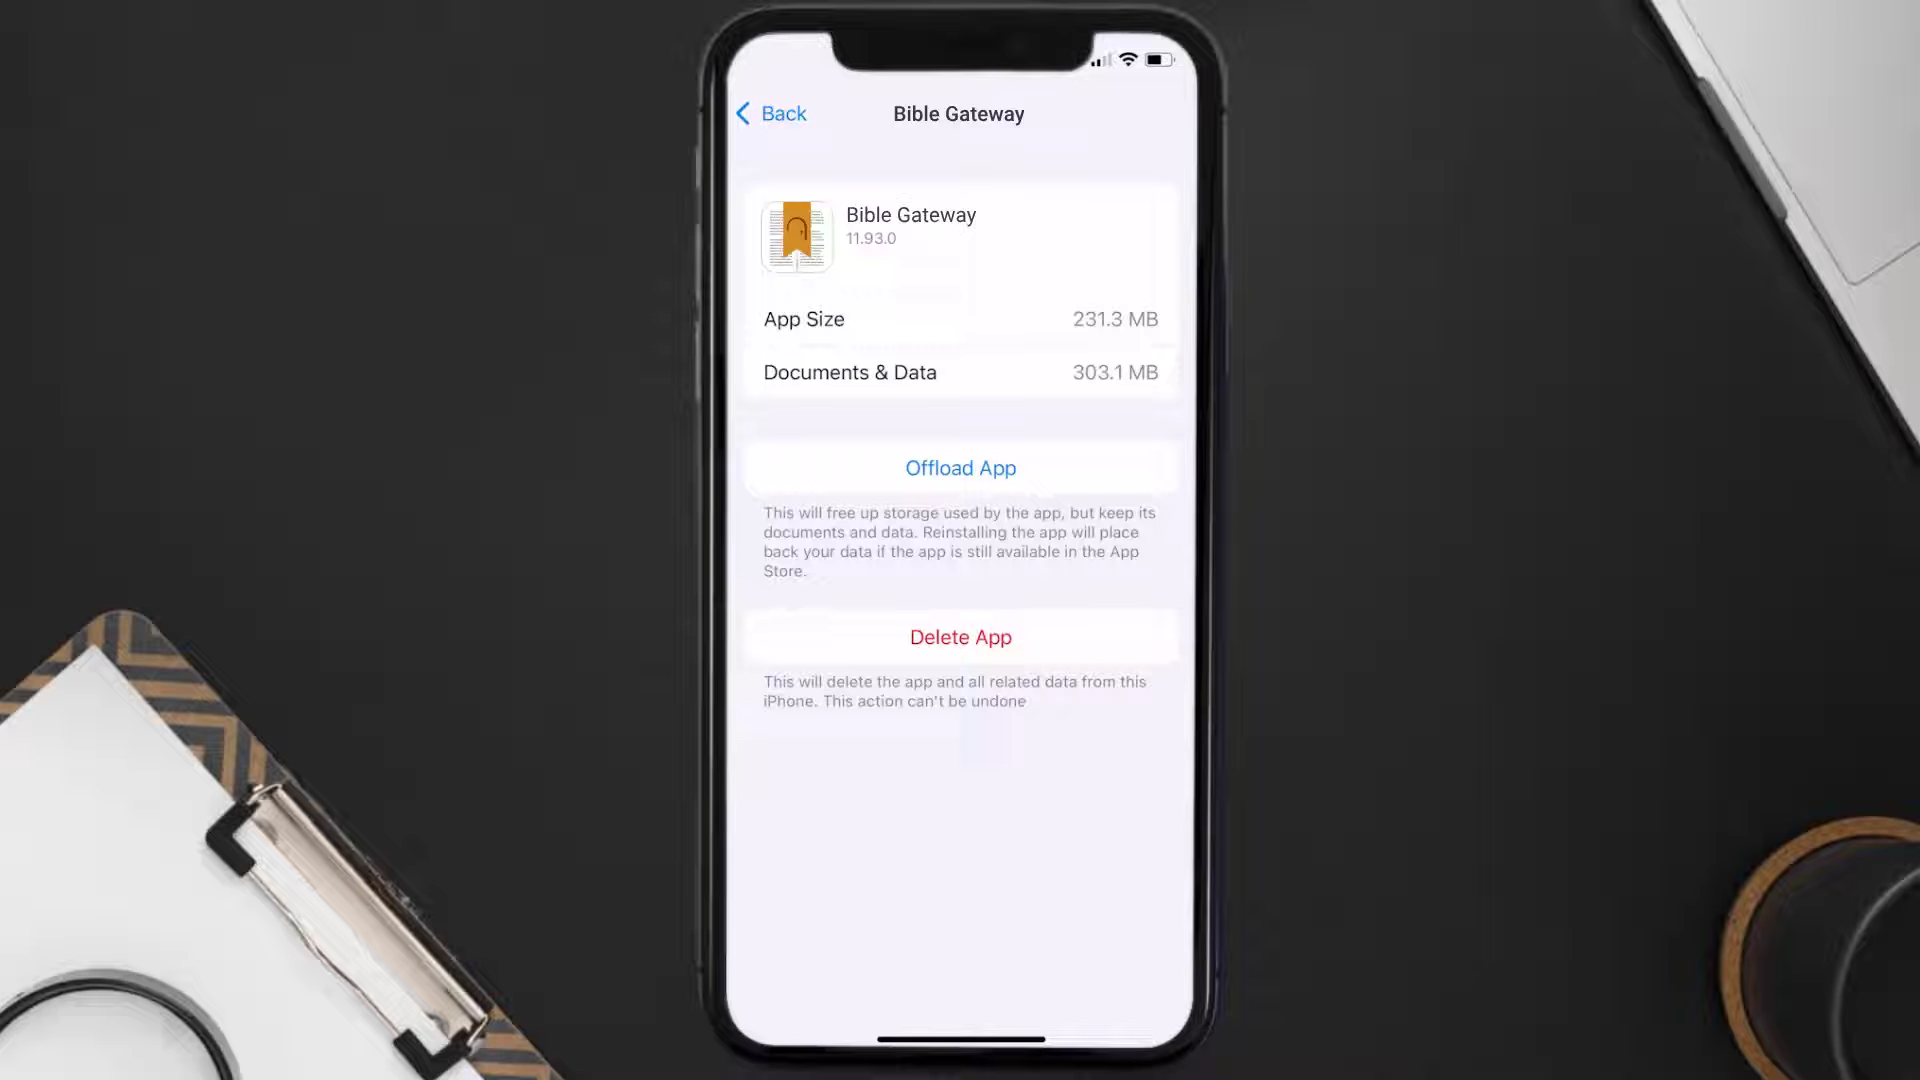 Back
Bible Gateway
Bible Gateway
11.93.0
App Size
231.3 MB
Documents & Data
303.1 MB
Offload App
This will free up storage used by the app, but keep its
documents and data. Reinstalling the app will place
back your data if the app is still available in the App
Store.
Delete App
This will delete the app and all related data from this
iPhone. This action can't be undone